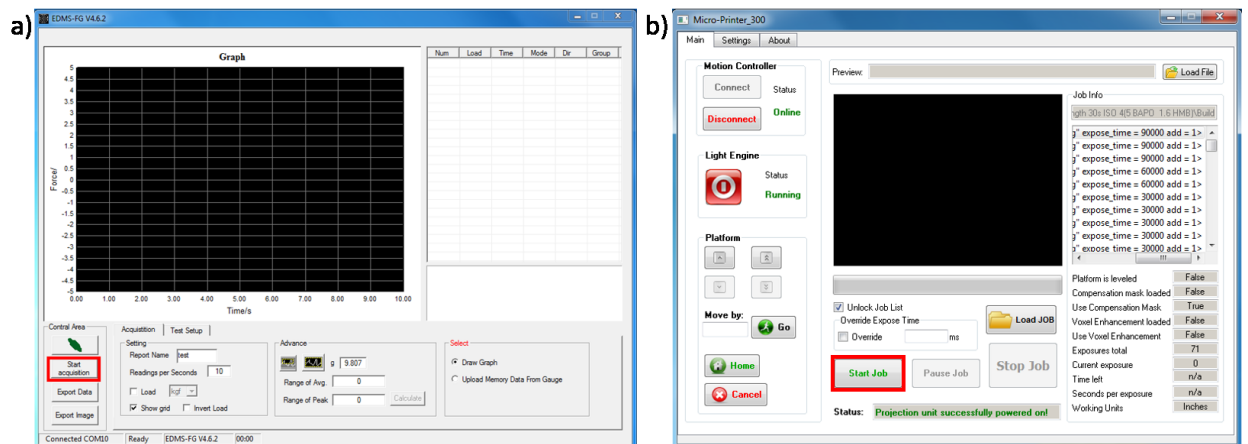 a)
EDMS-FG V4.6.2
Graph
5
4.5
4
3.5
3
2.5
2
1.5
1
0.5
0
-0.5
-1
-1.5
-2
-2.5
-3
-3.5
-4
-4.5
-5
Force/
0.00 1.00 2.00 3.00 4.00 5.00 6.00 7.00 8.00 9.00 10.00
Time/s
Num Load Time Mode Dir Group
Contral Area
Start acquisition
Export Data
Export Image
Acquistition Test Setup
Setting
Report Name test
Readings per Seconds 10
Load kgf
Show grid Invert Load
Advance
g 9.807
Range of Avg. 0
Range of Peak 0 Calculate
Select
Draw Graph
Upload Memory Data From Gauge
Connected COM10 Ready EDMS-FG V4.6.2 00:00
b)
Micro-Printer_300
Main Settings About
Motion Controller
Connect Status
Disconnect Online
Light Engine
Status
Running
Platform
Move by:
Go
Home
Cancel
Preview: Load File
Unlock Job List
Override Expose Time
Override ms
Load JOB
Start Job Pause Job Stop Job
Status: Projection unit successfully powered on!
Job Info
gth 30s ISO 4(5 BAPO 1.6 HMB)\Build
g" expose_time = 90000 add = 1>
g" expose_time = 90000 add = 1>
g" expose_time = 90000 add = 1>
g" expose_time = 60000 add = 1>
g" expose_time = 60000 add = 1>
g" expose_time = 30000 add = 1>
g" expose_time = 30000 add = 1>
g" expose_time = 30000 add = 1>
g" expose_time = 30000 add = 1>
g" expose_time = 30000 add = 1>
Platform is leveled False
Compensation mask loaded False
Use Compensation Mask True
Voxel Enhancement loaded False
Use Voxel Enhancement False
Exposures total 71
Current exposure 0
Time left n/a
Seconds per exposure n/a
Working Units Inches